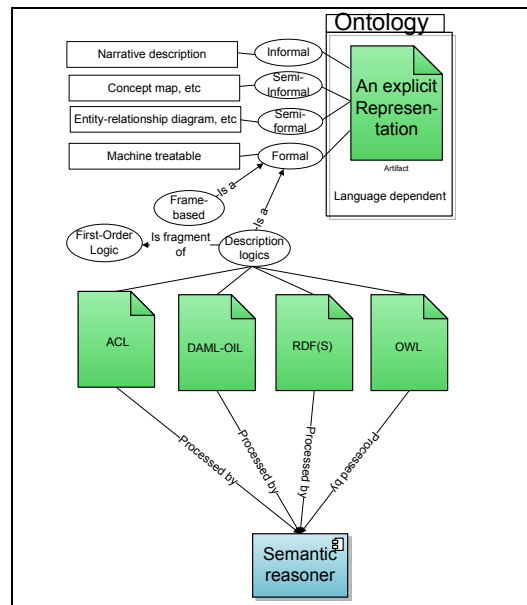 Ontology
Narrative description
Informal
Concept map, etc
Semi-
Informal
Entity-relationship diagram, etc
Semi-
formal
Machine treatable
Formal
An explicit
Represen-
tation
Artifact
Language dependent
Frame-
based
Is a
Is a
First-Order
Logic
Is fragment
of
Description
logics
ACL
DAML-OIL
RDF(S)
OWL
Processed by
Processed by
Processed by
Processed by
Semantic
reasoner